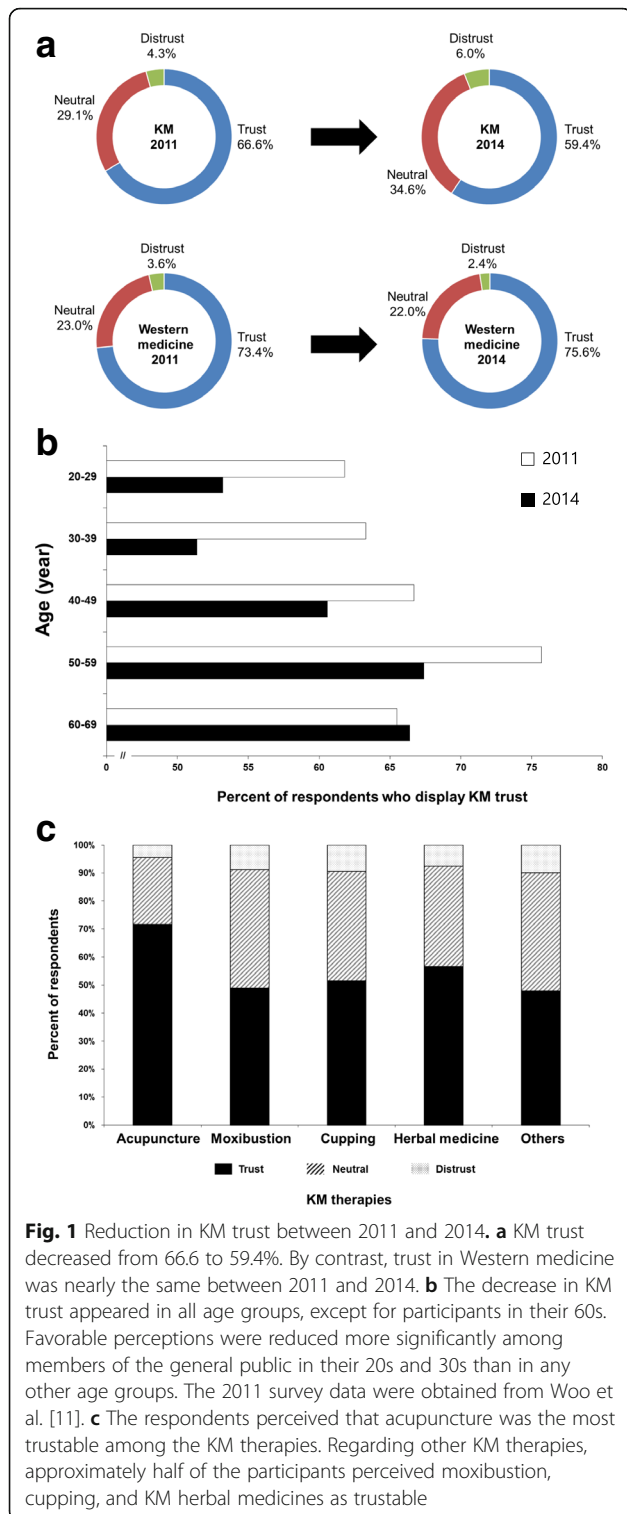 a
Distrust
4.3%
Neutral
29.1%
KM
2011
Trust
66.6%
Distrust
6.0%
KM
2014
Trust
59.4%
Neutral
34.6%
Distrust
3.6%
Neutral
23.0%
Western
medicine
2011
Trust
73.4%
Distrust
2.4%
Neutral
22.0%
Western
medicine
2014
Trust
75.6%
b
2011
2014
Age (year)
20-29
30-39
40-49
50-59
60-69
0 // 50 60 70 80
Percent of respondents who display KM trust
c
Percent of respondents
100%
90%
80%
70%
60%
50%
40%
30%
20%
10%
0%
Acupuncture Moxibustion Cupping Herbal medicine Others
Trust Neutral Distrust
KM therapies
Fig. 1 Reduction in KM trust between 2011 and 2014. a KM trust
decreased from 66.6 to 59.4%. By contrast, trust in Western medicine
was nearly the same between 2011 and 2014. b The decrease in KM
trust appeared in all age groups, except for participants in their 60s.
Favorable perceptions were reduced more significantly among
members of the general public in their 20s and 30s than in any
other age groups. The 2011 survey data were obtained from Woo et
al. [11]. c The respondents perceived that acupuncture was the most
trustable among the KM therapies. Regarding other KM therapies,
approximately half of the participants perceived moxibustion,
cupping, and KM herbal medicines as trustable